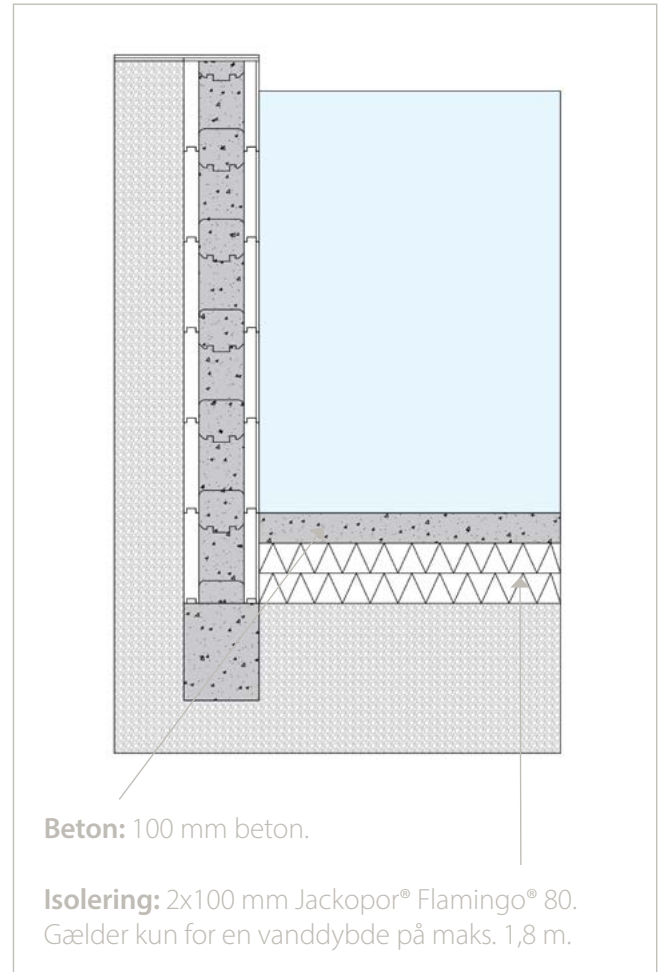 Beton: 100 mm beton.
Isolering: 2x100 mm Jackopor® Flamingo® 80.
Gælder kun for en vanddybde på maks. 1,8 m.